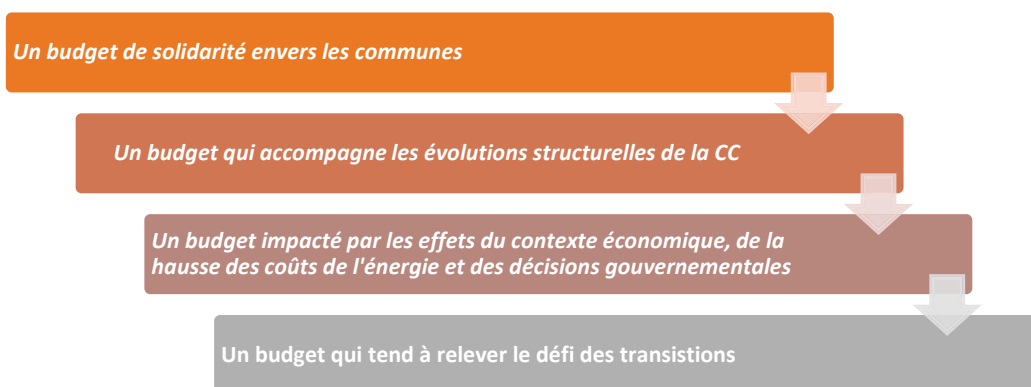 Un budget de solidarité envers les communes
Un budget qui accompagne les évolutions structurelles de la CC
Un budget impacté par les effets du contexte économique, de la
hausse des coûts de l'énergie et des décisions gouvernementales
Un budget qui tend à relever le défi des transistions